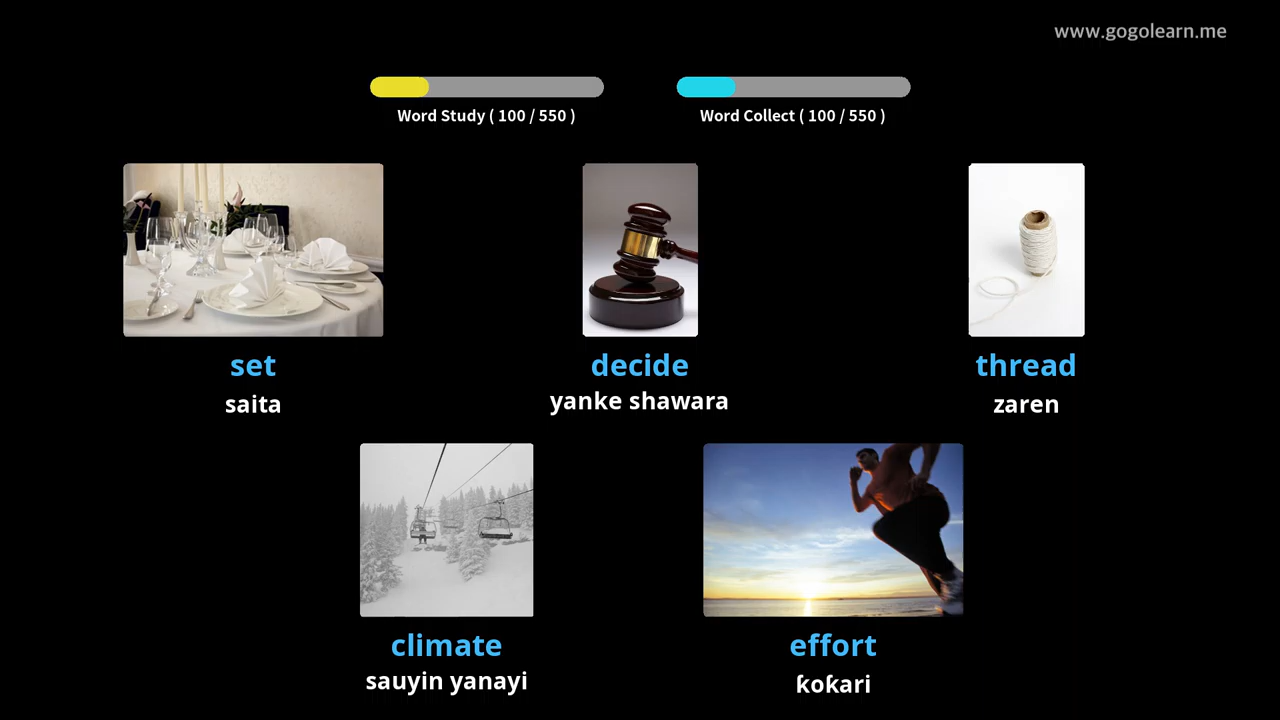 www.gogolearn.me
Word Study ( 100 / 550 )
Word Collect ( 100 / 550 )
set
decide
thread
saita
yanke shawara
zaren
climate
effort
sauyin yanayi
ƙoƙari